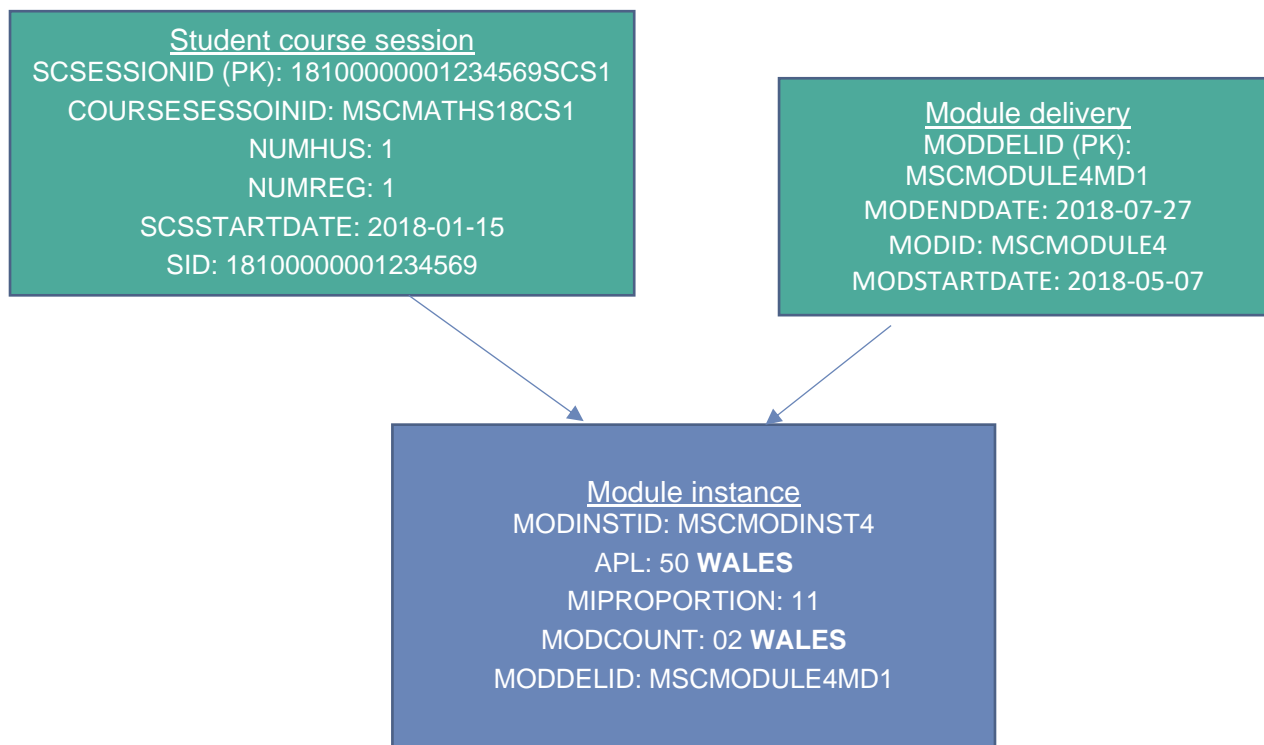 Student course session
SCSESSIONID (PK): 18100000001234569SCS1
COURSESESSOINID: MSCMATHS18CS1
NUMHUS: 1
NUMREG: 1
SCSSTARTDATE: 2018-01-15
SID: 18100000001234569
Module delivery
MODDELID (PK):
MSCMODULE4MD1
MODENDDATE: 2018-07-27
MODID: MSCMODULE4
MODSTARTDATE: 2018-05-07
Module instance
MODINSTID: MSCMODINST4
APL: 50 WALES
MIPROPORTION: 11
MODCOUNT: 02 WALES
MODDELID: MSCMODULE4MD1